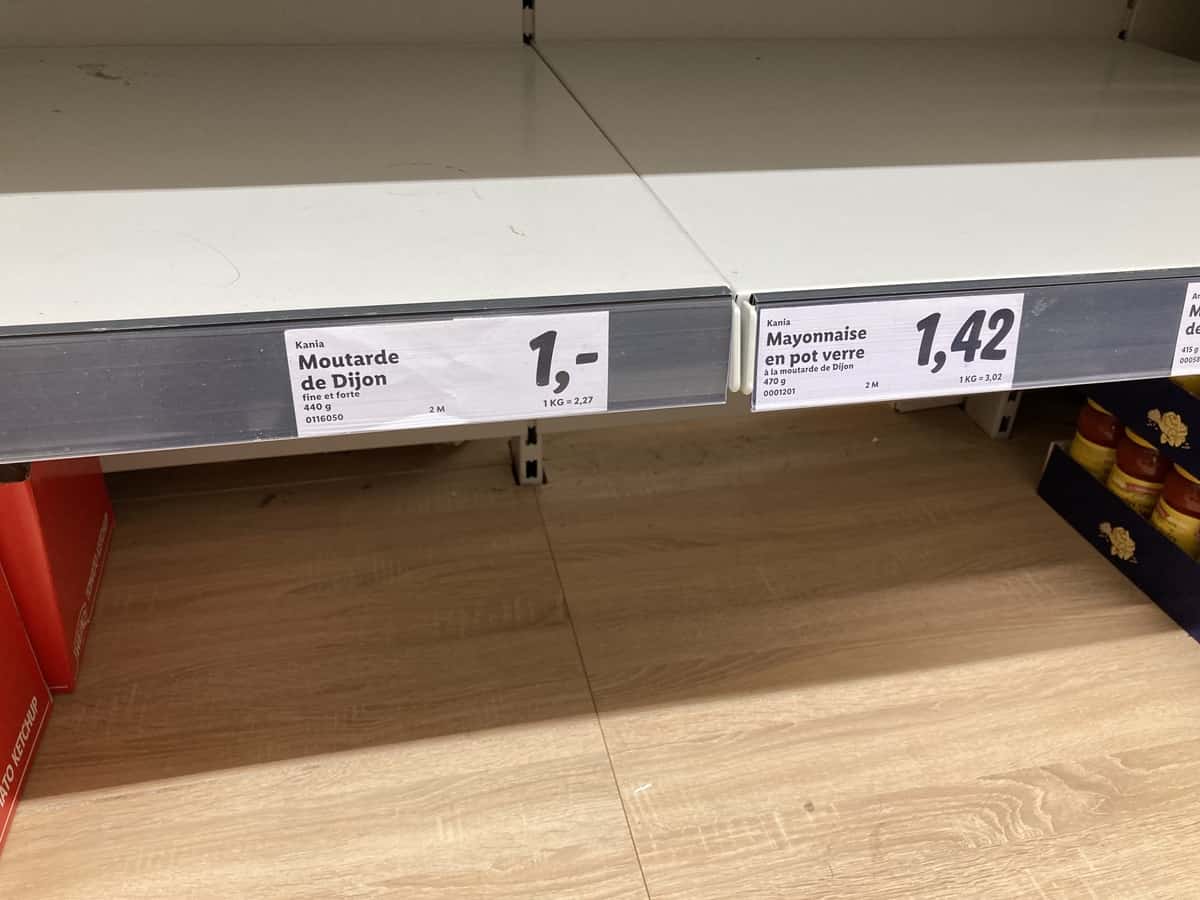 Kania
Moutarde
de Dijon
fine et forte
440 g
0116050
2 M
1,-
1 KG = 2,27
Kania
Mayonnaise
en pot verre
à la moutarde de Dijon
470 g
0001201
2 M
1,42
1 KG = 3,02
M
de
415 g
KETCHUP